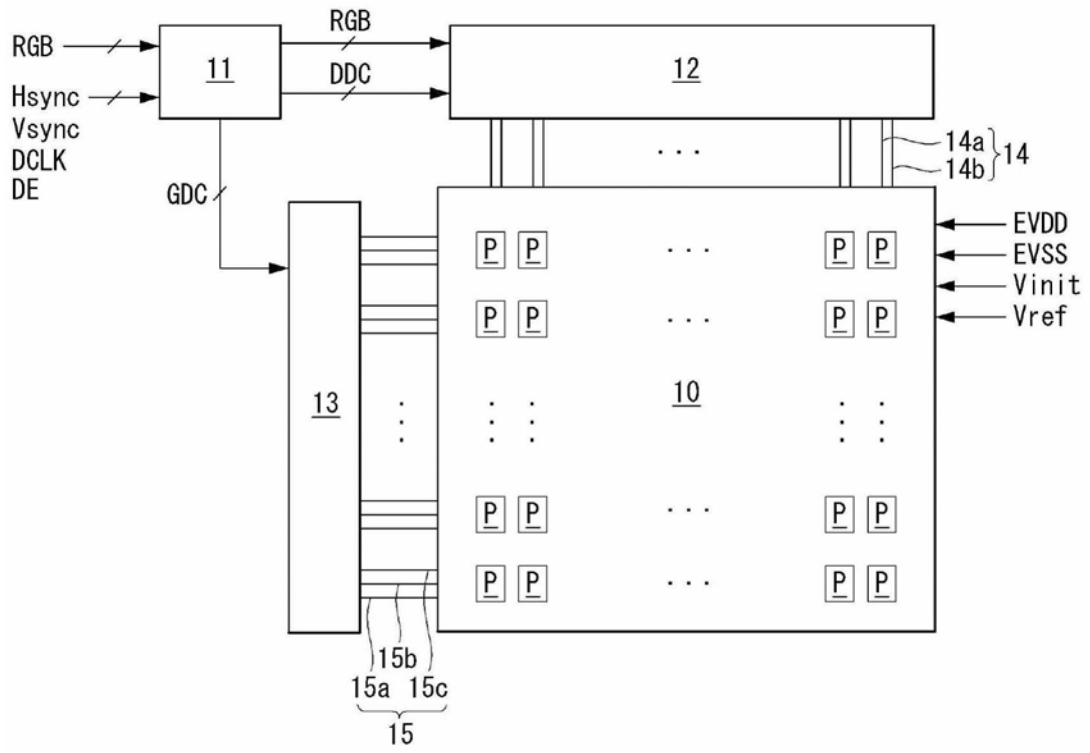 RGB
Hsync
Vsync
DCLK
DE
11
RGB
DDC
12
GDC
14a
14b
14
13
EVDD
EVSS
Vinit
Vref
P P ··· P P
P P ··· P P
10
P P ··· P P
P P ··· P P
15a
15b
15c
15